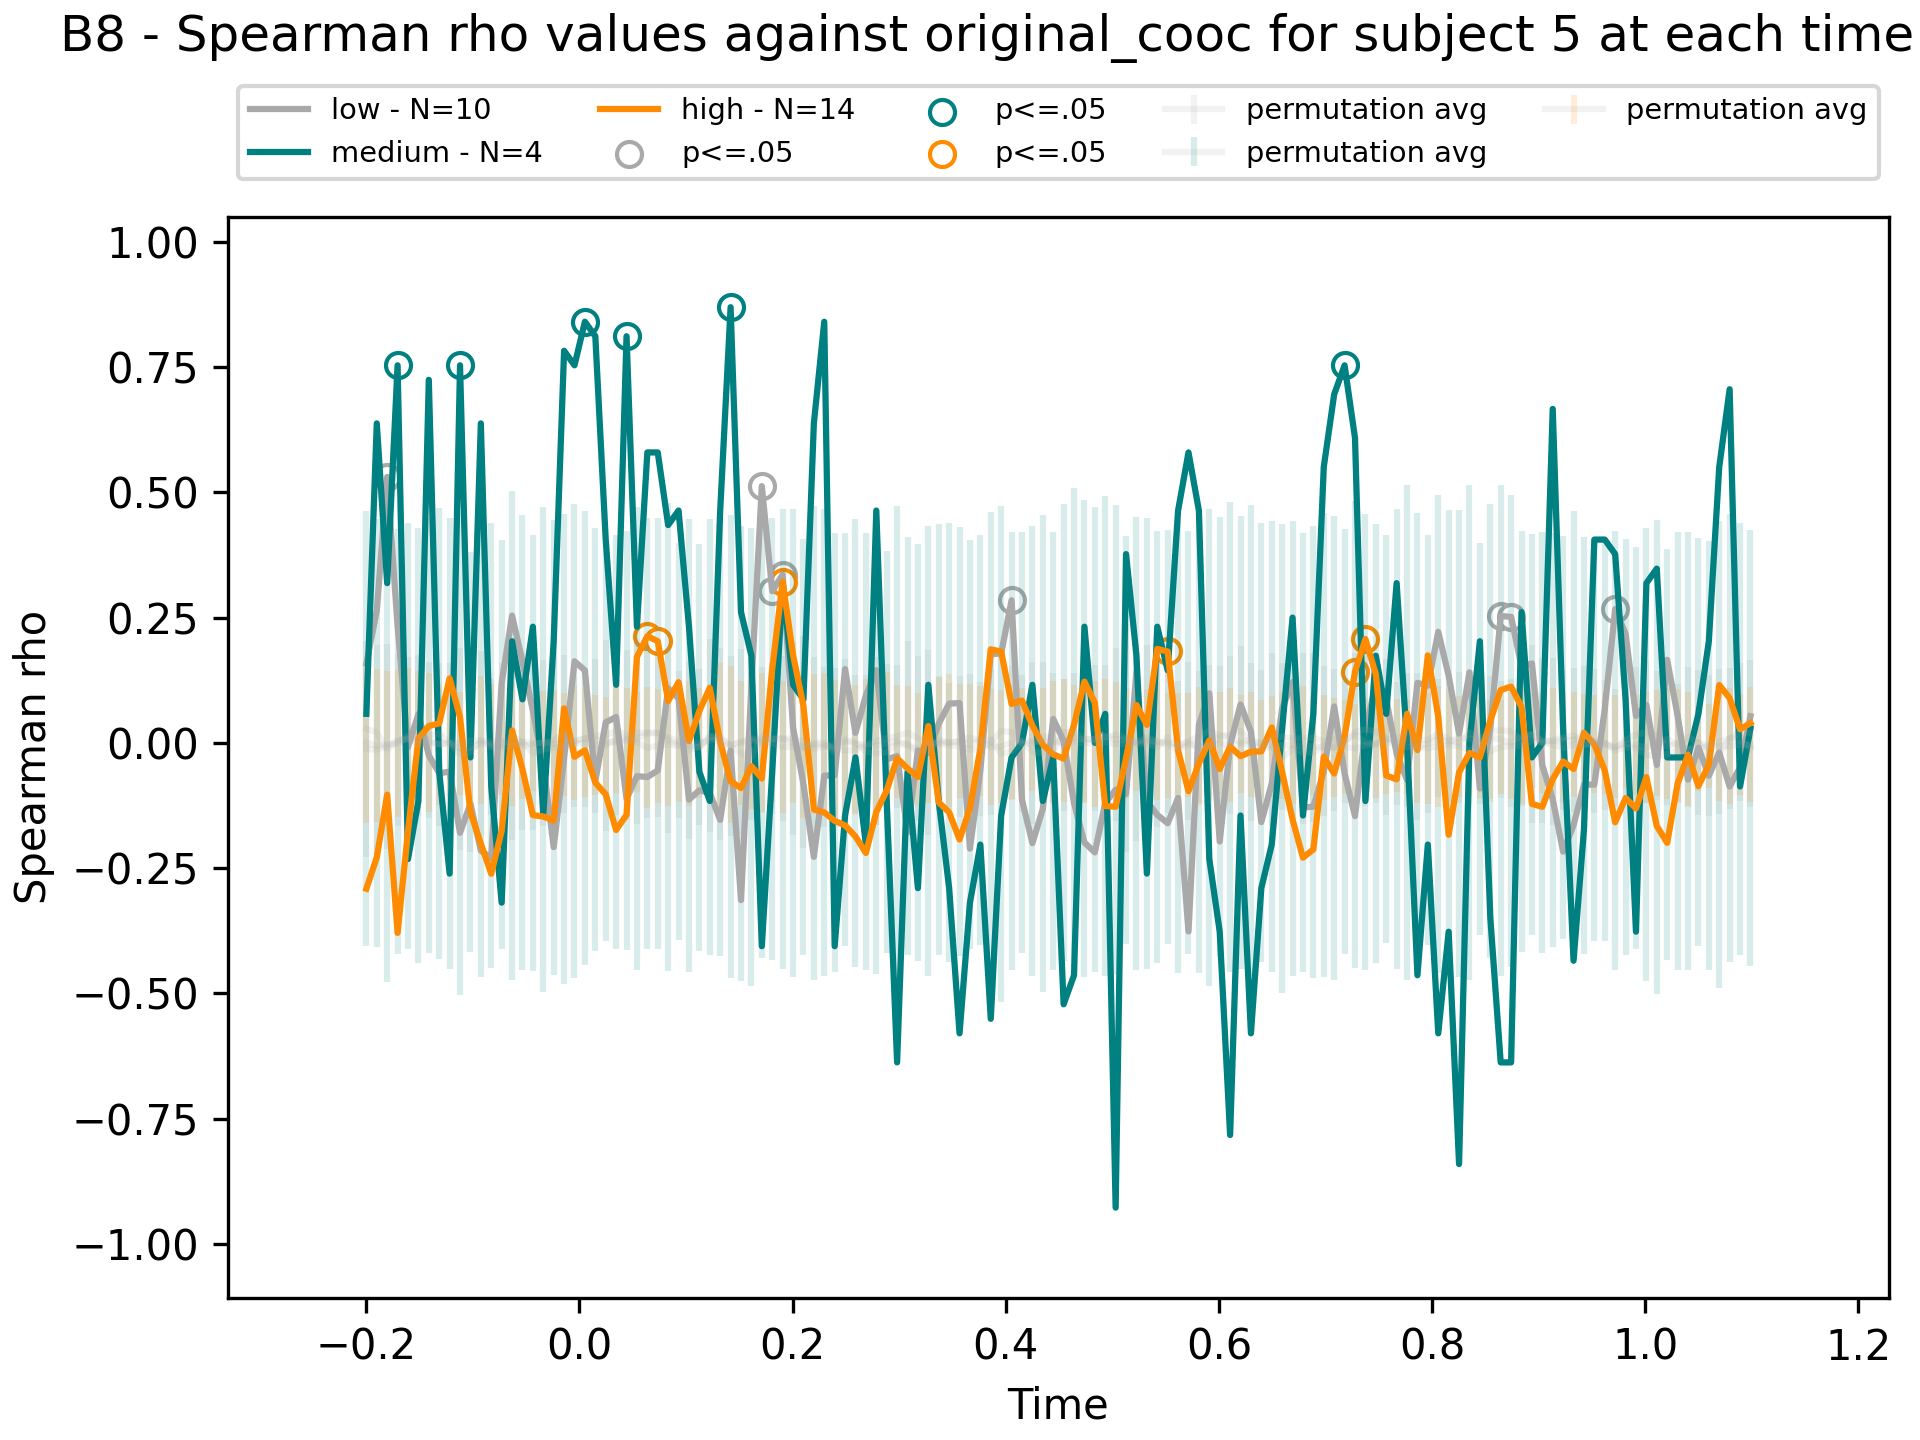 B8 - Spearman rho values against original_cooc for subject 5 at each time
low - N=10
medium - N=4
high - N=14
p<=.05
p<=.05
p<=.05
permutation avg
permutation avg
permutation avg
1.00
0.75
0.50
0.25
0.00
−0.25
−0.50
−0.75
−1.00
Spearman rho
−0.2
0.0
0.2
0.4
0.6
0.8
1.0
1.2
Time